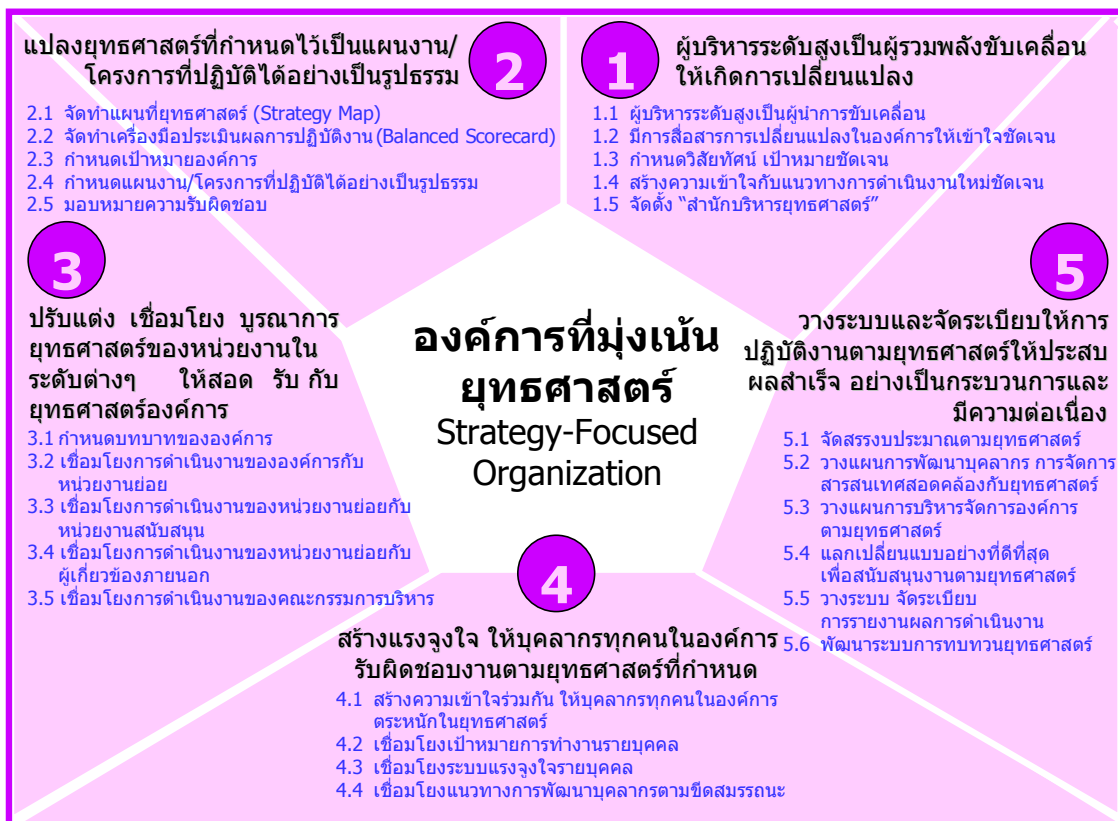 1
ผู้บริหารระดับสูงเป็นผู้รวมพลังขับเคลื่อน
ให้เกิดการเปลี่ยนแปลง
1.1 ผู้บริหารระดับสูงเป็นผู้นำการขับเคลื่อน
1.2 มีการสื่อสารการเปลี่ยนแปลงในองค์การให้เข้าใจชัดเจน
1.3 กำหนดวิสัยทัศน์ เป้าหมายชัดเจน
1.4 สร้างความเข้าใจกับแนวทางการดำเนินงานใหม่ชัดเจน
1.5 จัดตั้ง “สำนักบริหารยุทธศาสตร์”
แปลงยุทธศาสตร์ที่กำหนดไว้เป็นแผนงาน/
โครงการที่ปฏิบัติได้อย่างเป็นรูปธรรม
2
2.1 จัดทำแผนที่ยุทธศาสตร์ (Strategy Map)
2.2 จัดทำเครื่องมือประเมินผลการปฏิบัติงาน (Balanced Scorecard)
2.3 กำหนดเป้าหมายองค์การ
2.4 กำหนดแผนงาน/โครงการที่ปฏิบัติได้อย่างเป็นรูปธรรม
2.5 มอบหมายความรับผิดชอบ
3
ปรับแต่ง เชื่อมโยง บูรณาการ
ยุทธศาสตร์ของหน่วยงานใน
ระดับต่างๆ ให้สอด รับ กับ
ยุทธศาสตร์องค์การ
3.1 กำหนดบทบาทขององค์การ
3.2 เชื่อมโยงการดำเนินงานขององค์การกับ
หน่วยงานย่อย
3.3 เชื่อมโยงการดำเนินงานของหน่วยงานย่อยกับ
หน่วยงานสนับสนุน
3.4 เชื่อมโยงการดำเนินงานของหน่วยงานย่อยกับ
ผู้เกี่ยวข้องภายนอก
3.5 เชื่อมโยงการดำเนินงานของคณะกรรมการบริหาร
องค์การที่มุ่งเน้น
ยุทธศาสตร์
Strategy-Focused
Organization
4
สร้างแรงจูงใจ ให้บุคลากรทุกคนในองค์การ
รับผิดชอบงานตามยุทธศาสตร์ที่กำหนด
4.1 สร้างความเข้าใจร่วมกัน ให้บุคลากรทุกคนในองค์การ
ตระหนักในยุทธศาสตร์
4.2 เชื่อมโยงเป้าหมายการทำงานรายบุคคล
4.3 เชื่อมโยงระบบแรงจูงใจรายบุคคล
4.4 เชื่อมโยงแนวทางการพัฒนาบุคลากรตามขีดสมรรถนะ
5
วางระบบและจัดระเบียบให้การ
ปฏิบัติงานตามยุทธศาสตร์ให้ประสบ
ผลสำเร็จ อย่างเป็นกระบวนการและ
มีความต่อเนื่อง
5.1 จัดสรรงบประมาณตามยุทธศาสตร์
5.2 วางแผนการพัฒนาบุคลากร การจัดการ
สารสนเทศสอดคล้องกับยุทธศาสตร์
5.3 วางแผนการบริหารจัดการองค์การ
ตามยุทธศาสตร์
5.4 แลกเปลี่ยนแบบอย่างที่ดีที่สุด
เพื่อสนับสนุนงานตามยุทธศาสตร์
5.5 วางระบบ จัดระเบียบ
การรายงานผลการดำเนินงาน
5.6 พัฒนาระบบการทบทวนยุทธศาสตร์